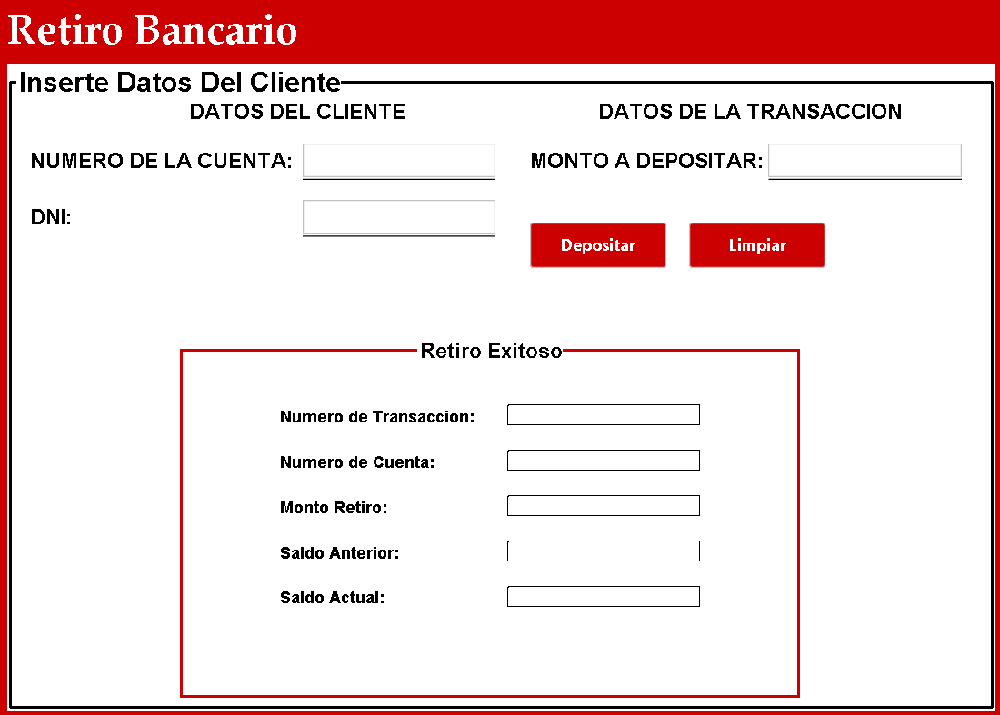 Retiro Bancario
Inserte Datos Del Cliente
DATOS DEL CLIENTE
DATOS DE LA TRANSACCION
NUMERO DE LA CUENTA:
MONTO A DEPOSITAR:
DNI:
Depositar
Limpiar
Retiro Exitoso
Numero de Transaccion:
Numero de Cuenta:
Monto Retiro:
Saldo Anterior:
Saldo Actual: